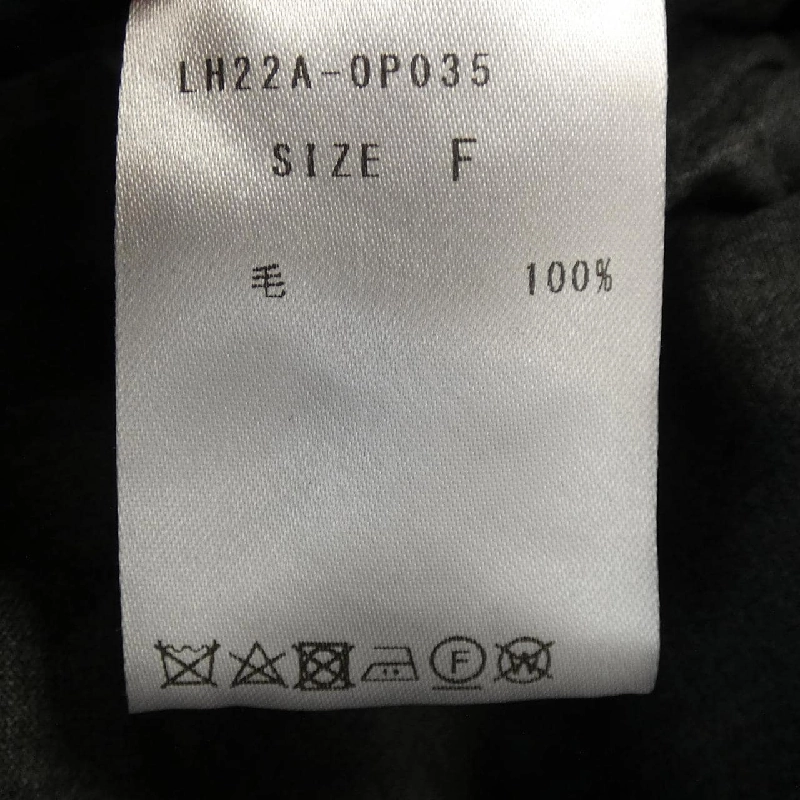 LH22A-OP035
SIZE F
毛 100%
F W